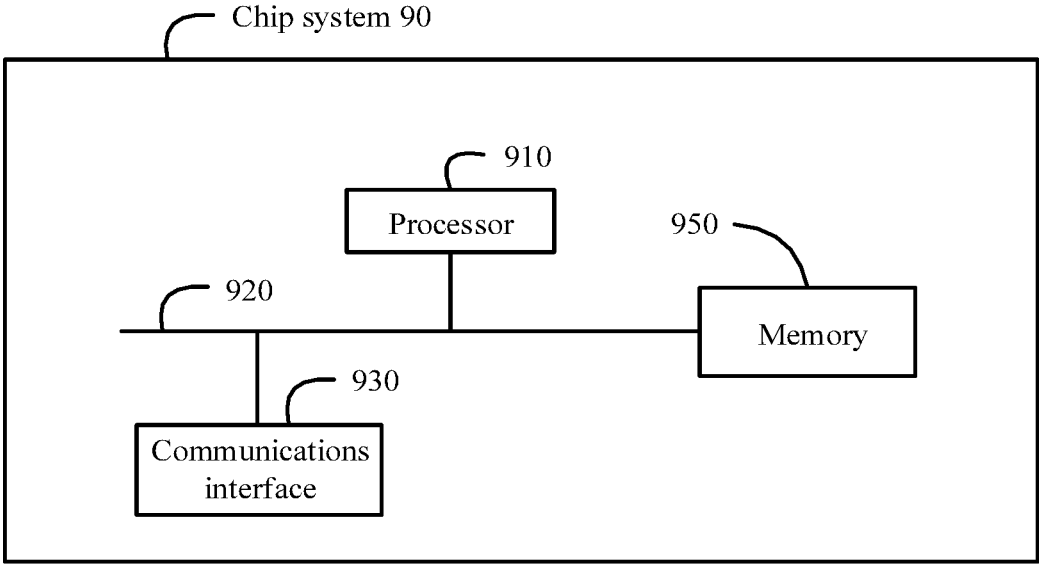 Chip system 90
910
Processor
950
920
Memory
930
Communications
interface